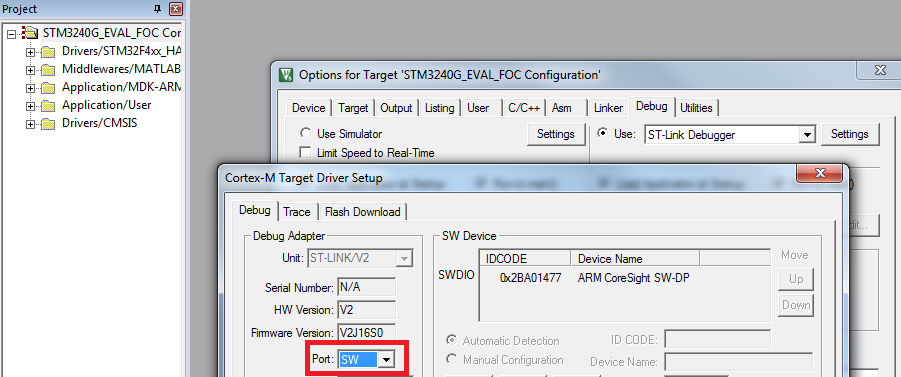 Project
STM3240G_EVAL_FOC Cor
Drivers/STM32F4xx_HA
Middlewares/MATLAB
Application/MDK-ARM
Application/User
Drivers/CMSIS
Options for Target 'STM3240G_EVAL_FOC Configuration'
Device Target Output Listing User C/C++ Asm Linker Debug Utilities
Use Simulator Settings Use: ST-Link Debugger Settings
Limit Speed to Real-Time
Cortex-M Target Driver Setup
Debug Trace Flash Download
Debug Adapter
Unit: ST-LINK/V2
Serial Number: N/A
HW Version: V2
Firmware Version: V2J16S0
Port: SW
SW Device
IDCODE Device Name Move
SWDIO 0x2BA01477 ARM CoreSight SW-DP Up
Down
Automatic Detection ID CODE:
Manual Configuration Device Name: